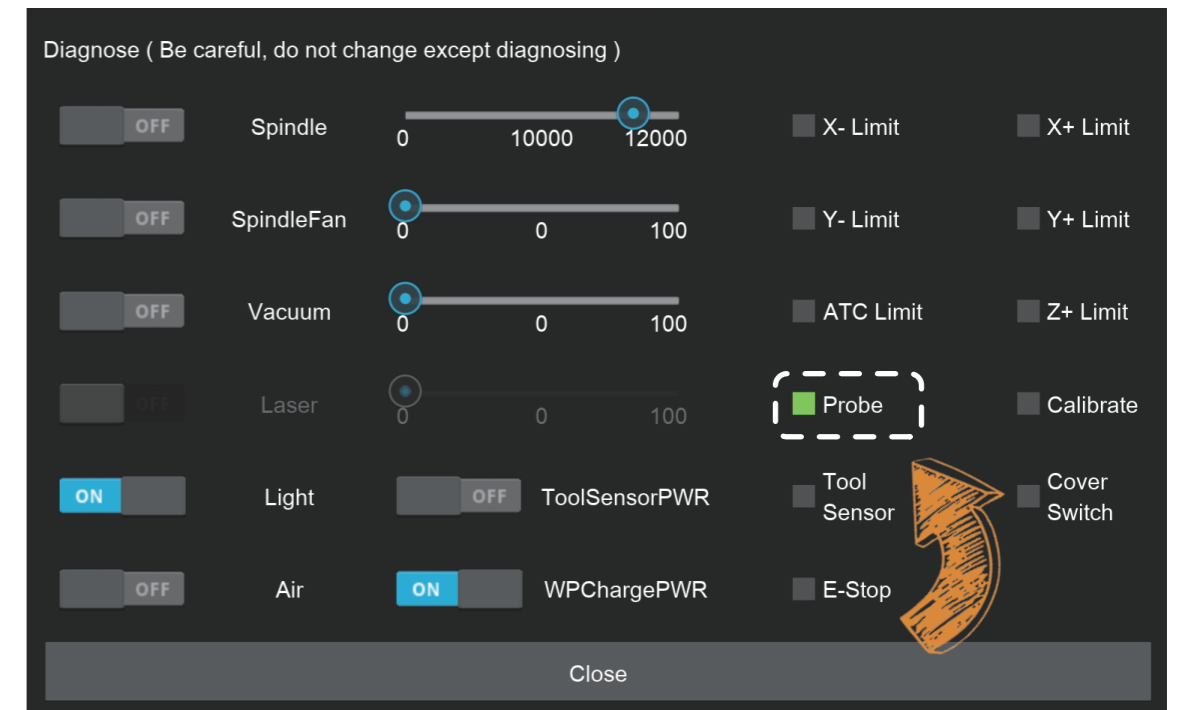 Diagnose ( Be careful, do not change except diagnosing )
OFF Spindle 0 10000 12000 X- Limit X+ Limit
OFF SpindleFan 0 0 100 Y- Limit Y+ Limit
OFF Vacuum 0 0 100 ATC Limit Z+ Limit
OFF Laser 0 0 100 Probe Calibrate
ON Light OFF ToolSensorPWR Tool Sensor Cover Switch
OFF Air ON WPChargePWR E-Stop
Close